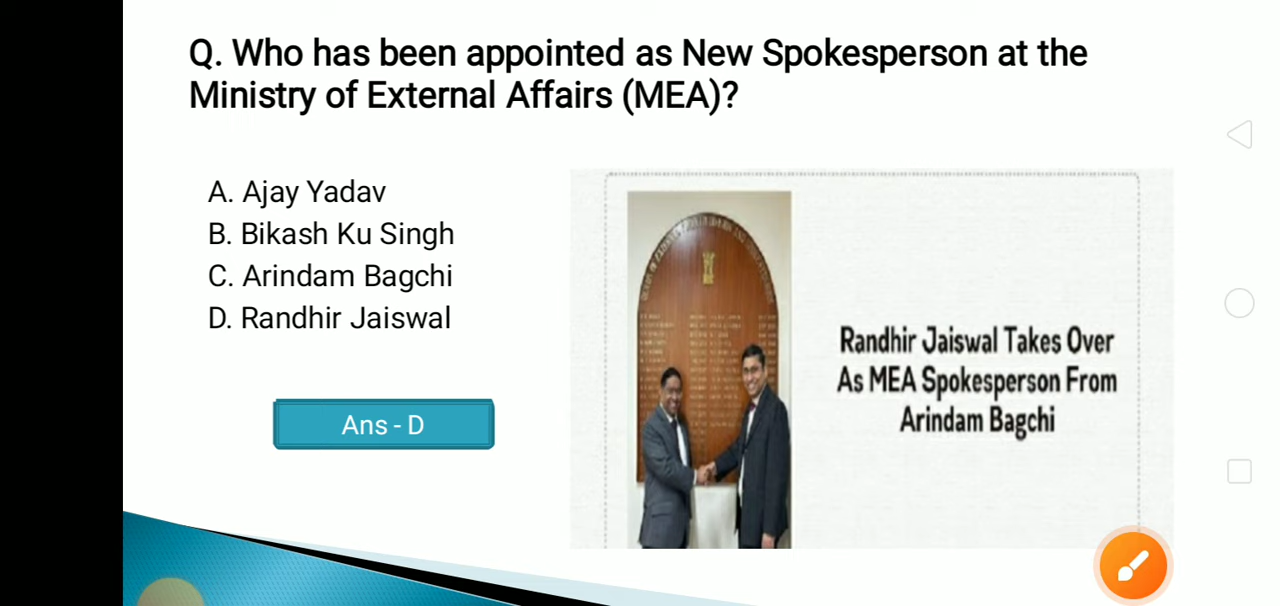 Q. Who has been appointed as New Spokesperson at the
Ministry of External Affairs (MEA)?
A. Ajay Yadav
B. Bikash Ku Singh
C. Arindam Bagchi
D. Randhir Jaiswal
Ans - D
Randhir Jaiswal Takes Over
As MEA Spokesperson From
Arindam Bagchi